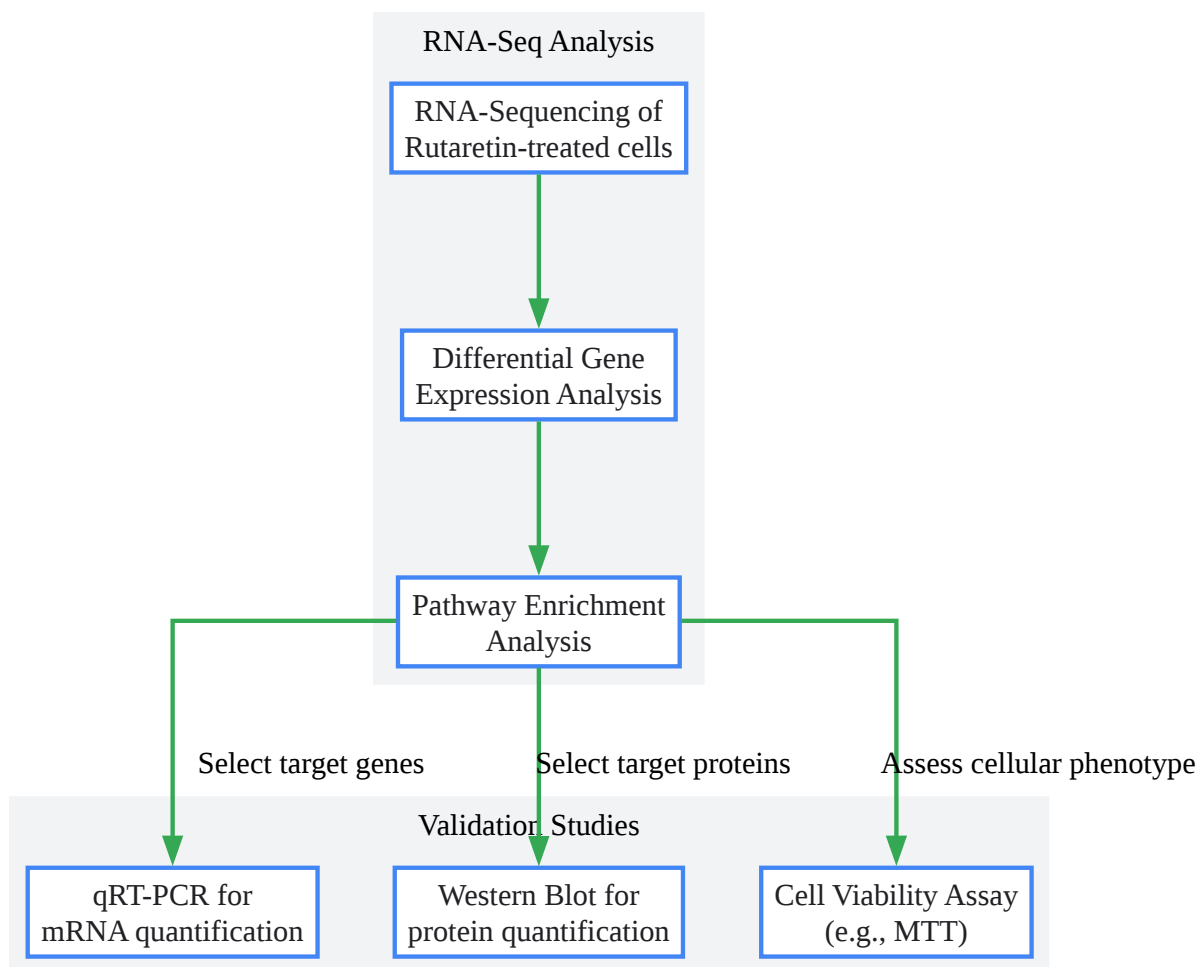 RNA-Seq Analysis
RNA-Sequencing of
Rutaretin-treated cells
Differential Gene
Expression Analysis
Pathway Enrichment
Analysis
Select target genes
Select target proteins
Assess cellular phenotype
Validation Studies
qRT-PCR for
mRNA quantification
Western Blot for
protein quantification
Cell Viability Assay
(e.g., MTT)